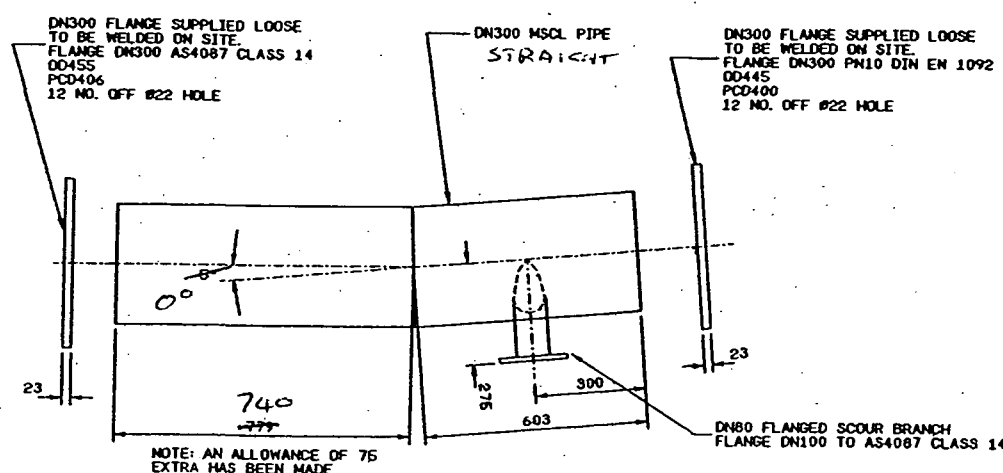 DN300 FLANGE SUPPLIED LOOSE
TO BE WELDED ON SITE.
FLANGE DN300 AS4087 CLASS 14
OD455
PCD406
12 NO. OFF Ø22 HOLE
DN300 MSCL PIPE
STRAIGHT
DN300 FLANGE SUPPLIED LOOSE
TO BE WELDED ON SITE.
FLANGE DN300 PN10 DIN EN 1092
OD445
PCD400
12 NO. OFF Ø22 HOLE
0°
23
740
779
NOTE: AN ALLOWANCE OF 75
EXTRA HAS BEEN MADE
275
300
603
23
DN80 FLANGED SCOUR BRANCH
FLANGE DN100 TO AS4087 CLASS 14